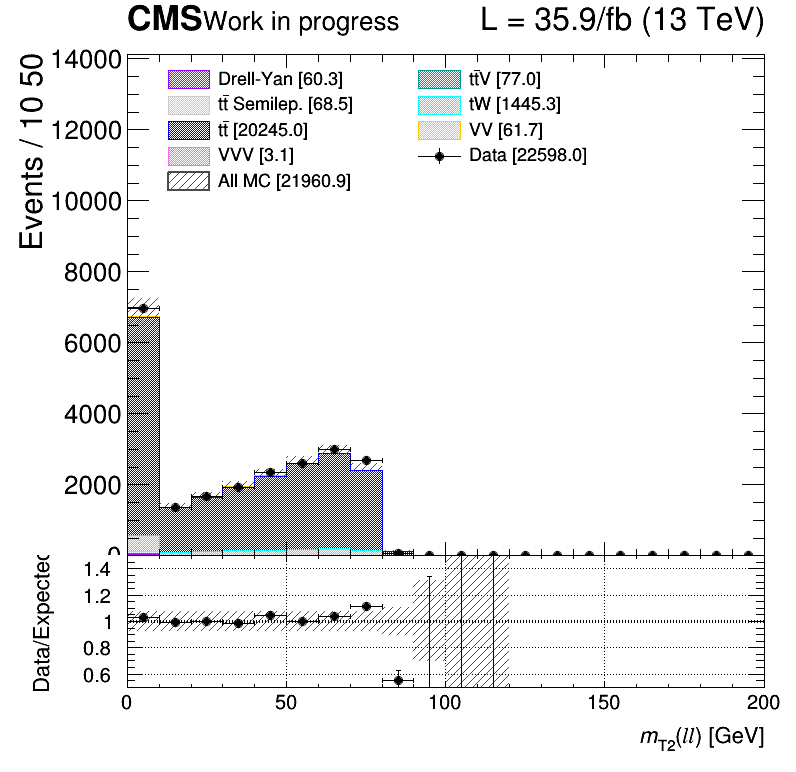 CMS Work in progress L = 35.9/fb (13 TeV)
Events / 10 50
14000
12000
10000
8000
6000
4000
2000
0
Drell-Yan [60.3]
tt̄ Semilep. [68.5]
tt̄ [20245.0]
VVV [3.1]
All MC [21960.9]
tt̄V [77.0]
tW [1445.3]
VV [61.7]
Data [22598.0]
Data/Expected
1.4
1.2
1
0.8
0.6
0 50 100 150 200
m_T2(ll) [GeV]